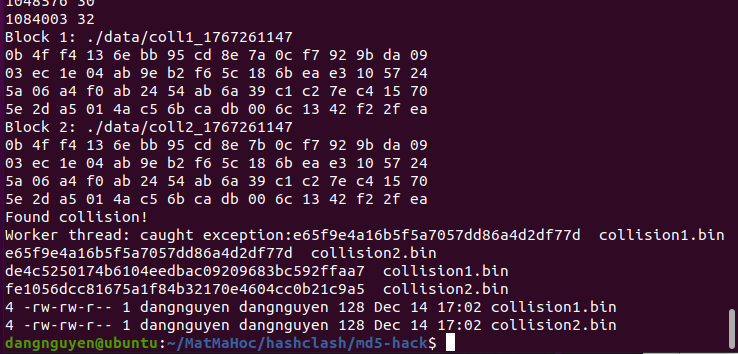 1048576 30
1084003 32
Block 1: ./data/coll1_1767261147
0b 4f f4 13 6e bb 95 cd 8e 7a 0c f7 92 9b da 09
03 ec 1e 04 ab 9e b2 f6 5c 18 6b ea e3 10 57 24
5a 06 a4 f0 ab 24 54 ab 6a 39 c1 c2 7e c4 15 70
5e 2d a5 01 4a c5 6b ca db 00 6c 13 42 f2 2f ea
Block 2: ./data/coll2_1767261147
0b 4f f4 13 6e bb 95 cd 8e 7b 0c f7 92 9b da 09
03 ec 1e 04 ab 9e b2 f6 5c 18 6b ea e3 10 57 24
5a 06 a4 f0 ab 24 54 ab 6a 39 c1 c2 7e c4 15 70
5e 2d a5 01 4a c5 6b ca db 00 6c 13 42 f2 2f ea
Found collision!
Worker thread: caught exception:e65f9e4a16b5f5a7057dd86a4d2df77d  collision1.bin
e65f9e4a16b5f5a7057dd86a4d2df77d  collision2.bin
de4c5250174b6104eedbac09209683bc592ffaa7  collision1.bin
fe1056dcc81675a1f84b32170e4604cc0b21c9a5  collision2.bin
4 -rw-rw-r-- 1 dangnguyen dangnguyen 128 Dec 14 17:02 collision1.bin
4 -rw-rw-r-- 1 dangnguyen dangnguyen 128 Dec 14 17:02 collision2.bin
dangnguyen@ubuntu:~/MatMaHoc/hashclash/md5-hack$